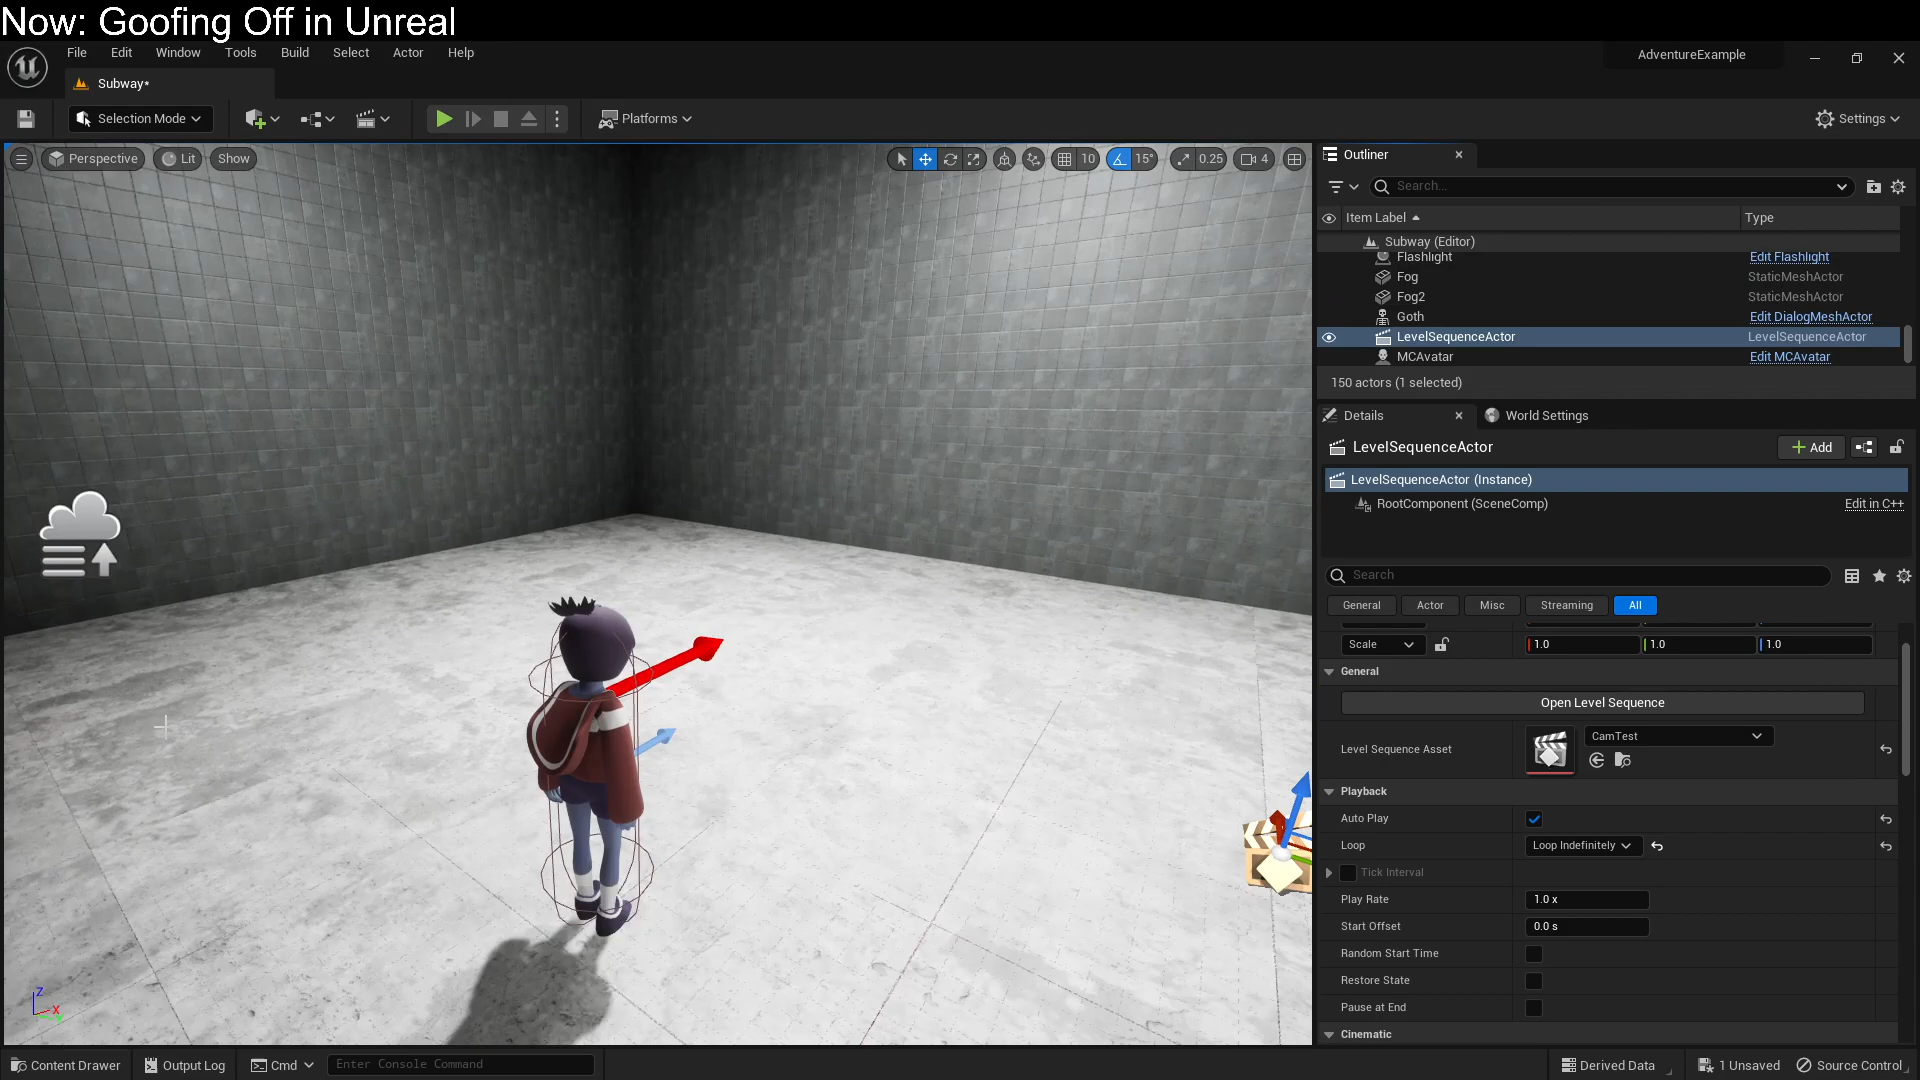 Now: Goofing Off in Unreal
File Edit Window Tools Build Select Actor Help
AdventureExample
Subway*
Selection Mode
Platforms
Settings
Perspective Lit Show
10 15° 0.25 4
Outliner
Search...
Item Label Type
Subway (Editor)
Flashlight Edit Flashlight
Fog StaticMeshActor
Fog2 StaticMeshActor
Goth Edit DialogMeshActor
LevelSequenceActor LevelSequenceActor
MCAvatar Edit MCAvatar
150 actors (1 selected)
Details World Settings
LevelSequenceActor
Add
LevelSequenceActor (Instance)
RootComponent (SceneComp) Edit in C++
Search
General Actor Misc Streaming All
Scale 1.0 1.0 1.0
General
Open Level Sequence
Level Sequence Asset CamTest
Playback
Auto Play
Loop Loop Indefinitely
Tick Interval
Play Rate 1.0 x
Start Offset 0.0 s
Random Start Time
Restore State
Pause at End
Cinematic
Z
X
Y
Content Drawer Output Log Cmd Enter Console Command Derived Data 1 Unsaved Source Control